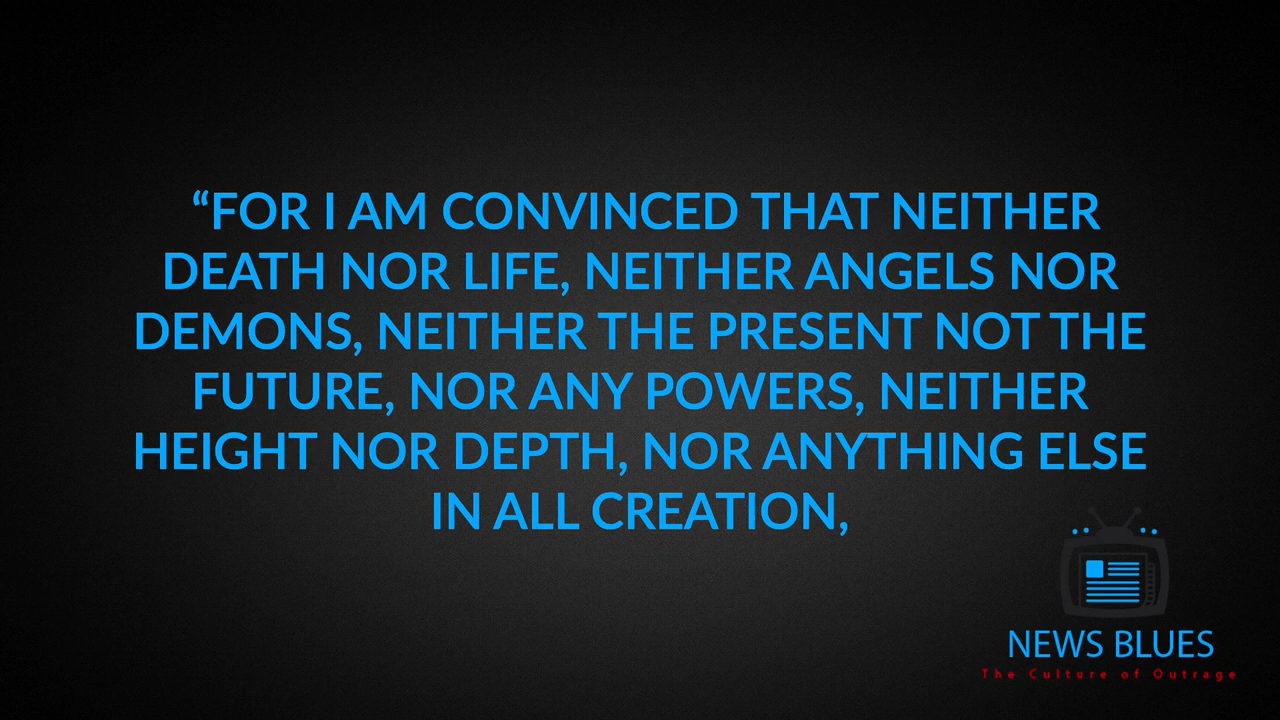 “FOR I AM CONVINCED THAT NEITHER
DEATH NOR LIFE, NEITHER ANGELS NOR
DEMONS, NEITHER THE PRESENT NOT THE
FUTURE, NOR ANY POWERS, NEITHER
HEIGHT NOR DEPTH, NOR ANYTHING ELSE
IN ALL CREATION,
NEWS BLUES
The Culture of Outrage